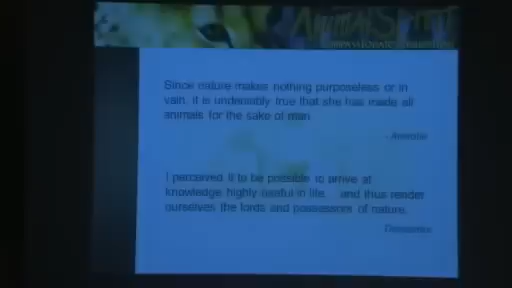 Since nature makes nothing purposeless or in
vain, it is undeniably true that she has made all
animals for the sake of man.
- Aristotle
I perceived it to be possible to arrive at
knowledge highly useful in life... and thus render
ourselves the lords and possessors of nature.
Descartes